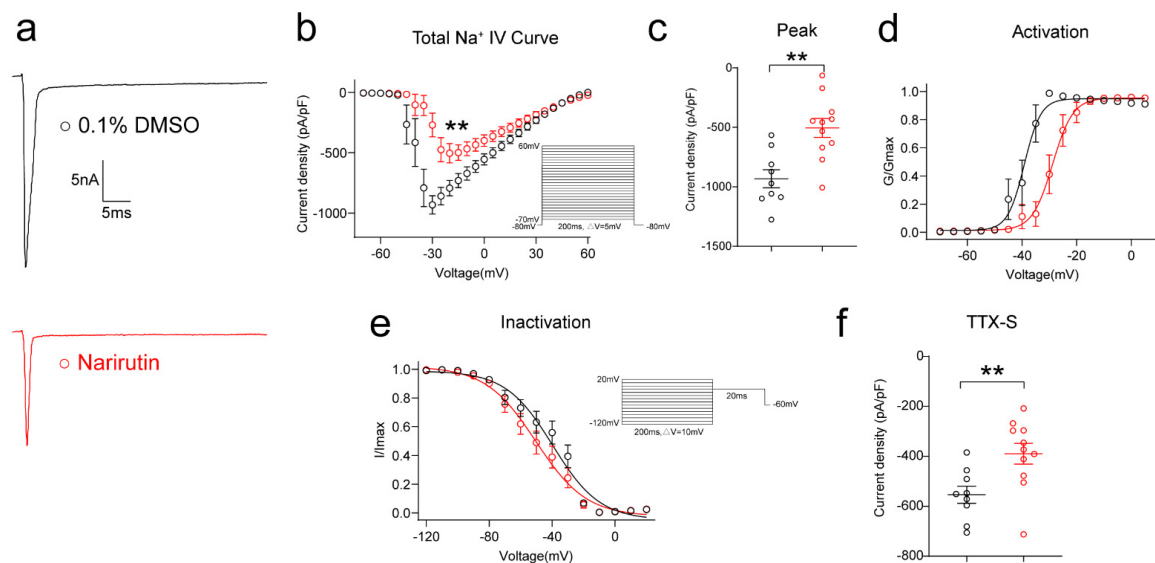 a
0.1% DMSO
5nA
5ms
Narirutin
b
Total Na⁺ IV Curve
Current density (pA/pF)
0
-500
-1000
**
60mV
-70mV
-80mV
200ms, △V=5mV
-80mV
-60 -30 0 30 60
Voltage(mV)
c
Peak
**
Current density (pA/pF)
0
-500
-1000
-1500
d
Activation
G/Gmax
1.0
0.8
0.6
0.4
0.2
0.0
-60 -40 -20 0
Voltage(mV)
e
Inactivation
I/Imax
1.0
0.8
0.6
0.4
0.2
0.0
-120 -80 -40 0
Voltage(mV)
20mV
-120mV
200ms,△V=10mV
20ms
-60mV
f
TTX-S
**
Current density (pA/pF)
0
-200
-400
-600
-800